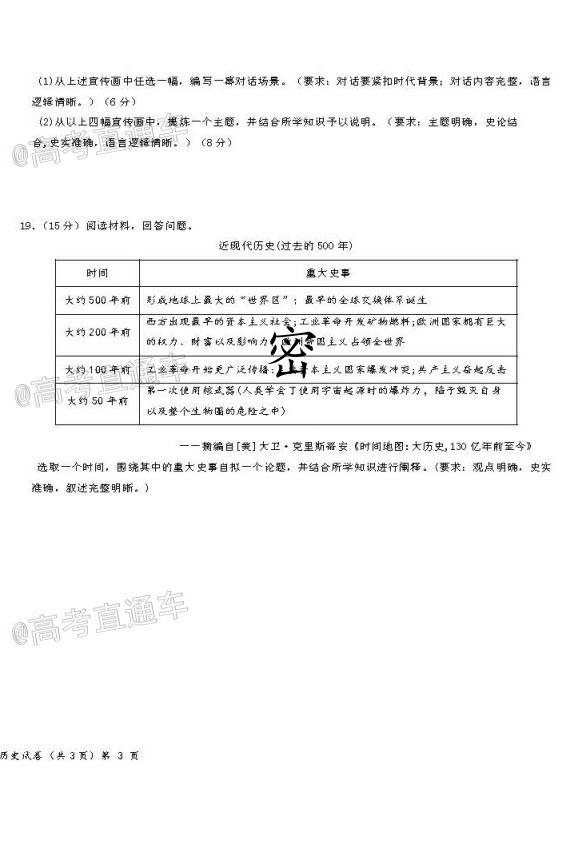 (1)从上述宣传画中任选一幅，编写一幕对话场景。（要求：对话要紧扣时代背景；对话内容完整，语言
逻辑清晰。）(6分)
(2)从以上四幅宣传画中，提炼一个主题，并结合所学知识予以说明。（要求：主题明确，史论结
合,史实准确，语言逻辑清晰。）(8分)
@高考直通车
19.（15分）阅读材料，回答问题。
近现代历史(过去的500年)
时间 重大史事
大约500年前 形成地球上最大的“世界区”；最早的全球交换体系诞生
大约200年前 西方出现最早的资本主义社会;工业革命开发矿物燃料;欧洲国家拥有巨大
的权力、财富以及影响力 国主义占领全世界
密
大约100年前 工业革命开始更广泛传播; 资本主义国家爆发冲突;共产主义奋起反击
@高考直通车
大约50年前 第一次使用核武器(人类学会了使用宇宙起源时的爆炸力，陷于毁灭自身
以及整个生物圈的危险之中)
——摘编自[美]大卫·克里斯蒂安《时间地图:大历史,130亿年前至今》
选取一个时间，围绕其中的重大史事自拟一个论题，并结合所学知识进行阐释。(要求：观点明确，史实
准确，叙述完整明晰。)
@高考直通车
历史试卷（共3页）第 3 页